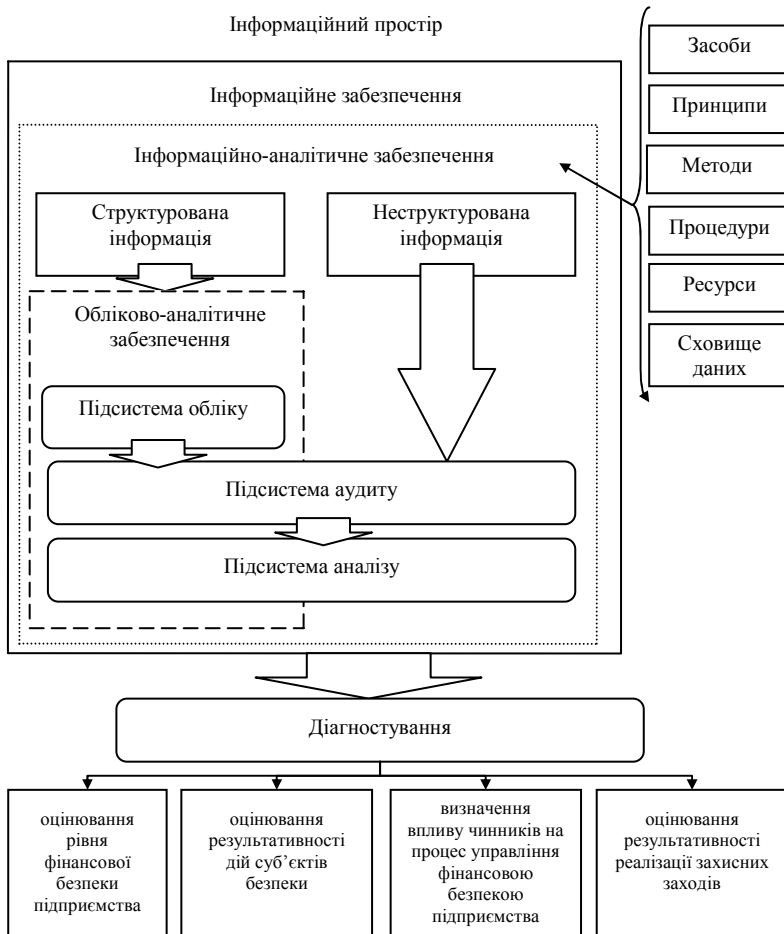 Інформаційний простір
Інформаційне забезпечення
Інформаційно-аналітичне забезпечення
Структурована
інформація
Неструктурована
інформація
Обліково-аналітичне
забезпечення
Підсистема обліку
Підсистема аудиту
Підсистема аналізу
Засоби
Принципи
Методи
Процедури
Ресурси
Сховище
даних
Діагностування
оцінювання
рівня
фінансової
безпеки
підприємства
оцінювання
результативності
дій суб’єктів
безпеки
визначення
впливу чинників на
процес управління
фінансовою
безпекою
підприємства
оцінювання
результативності
реалізації захисних
заходів